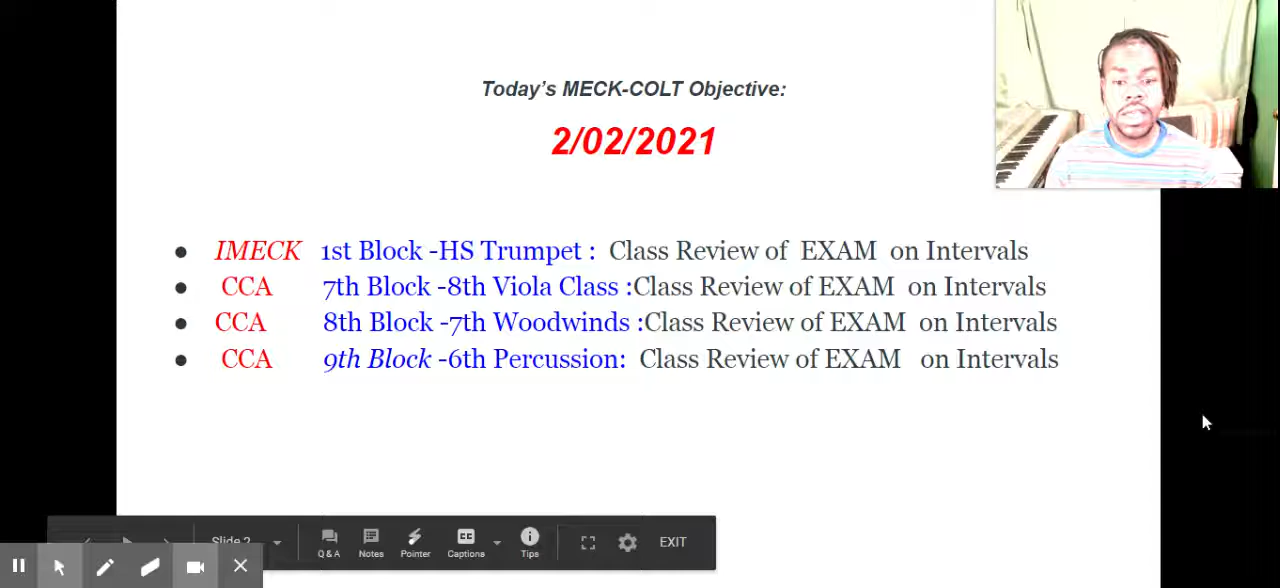 Today's MECK-COLT Objective:
2/02/2021
● IMECK 1st Block -HS Trumpet : Class Review of EXAM on Intervals
● CCA 7th Block -8th Viola Class :Class Review of EXAM on Intervals
● CCA 8th Block -7th Woodwinds :Class Review of EXAM on Intervals
● CCA 9th Block -6th Percussion: Class Review of EXAM on Intervals
Slide 2
Q & A Notes Pointer Captions Tips EXIT
CC